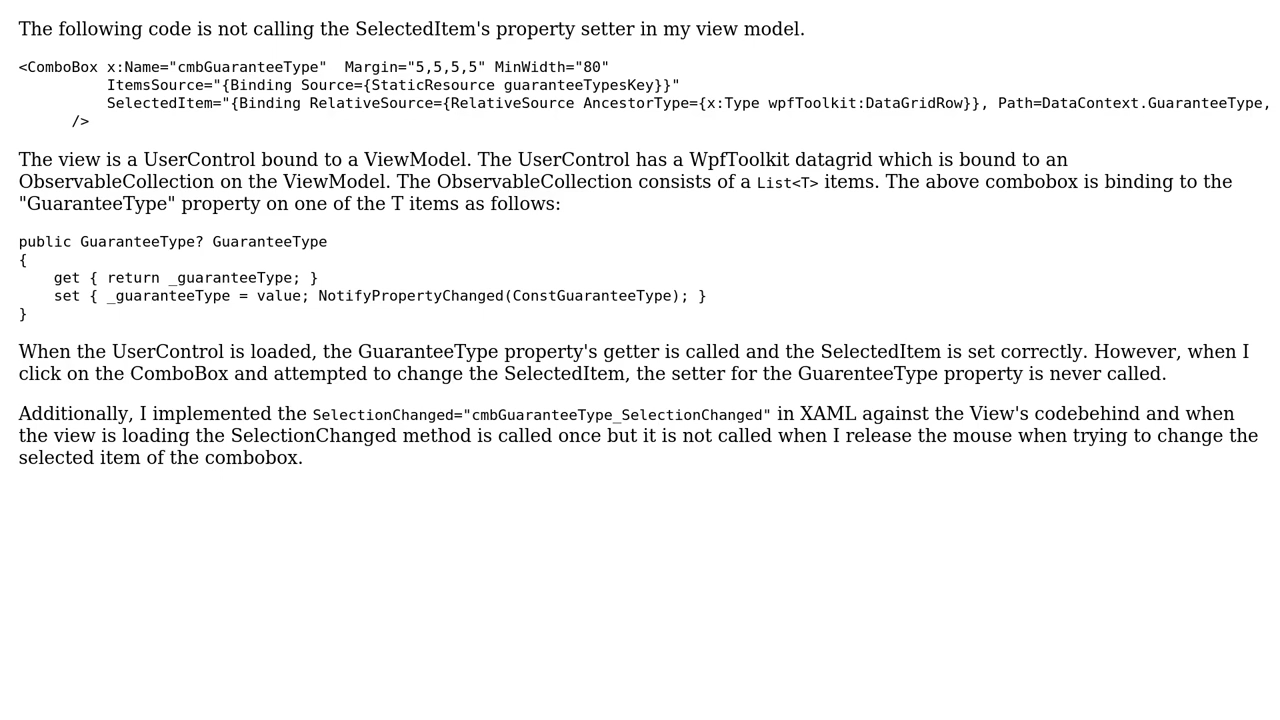 The following code is not calling the SelectedItem's property setter in my view model.
<ComboBox x:Name="cmbGuaranteeType"  Margin="5,5,5,5" MinWidth="80"
          ItemsSource="{Binding Source={StaticResource guaranteeTypesKey}}"
          SelectedItem="{Binding RelativeSource={RelativeSource AncestorType={x:Type wpfToolkit:DataGridRow}}, Path=DataContext.GuaranteeType,
      />
The view is a UserControl bound to a ViewModel. The UserControl has a WpfToolkit datagrid which is bound to an
ObservableCollection on the ViewModel. The ObservableCollection consists of a List<T> items. The above combobox is binding to the
"GuaranteeType" property on one of the T items as follows:
public GuaranteeType? GuaranteeType
{
    get { return _guaranteeType; }
    set { _guaranteeType = value; NotifyPropertyChanged(ConstGuaranteeType); }
}
When the UserControl is loaded, the GuaranteeType property's getter is called and the SelectedItem is set correctly. However, when I
click on the ComboBox and attempted to change the SelectedItem, the setter for the GuarenteeType property is never called.
Additionally, I implemented the SelectionChanged="cmbGuaranteeType_SelectionChanged" in XAML against the View's codebehind and when
the view is loading the SelectionChanged method is called once but it is not called when I release the mouse when trying to change the
selected item of the combobox.